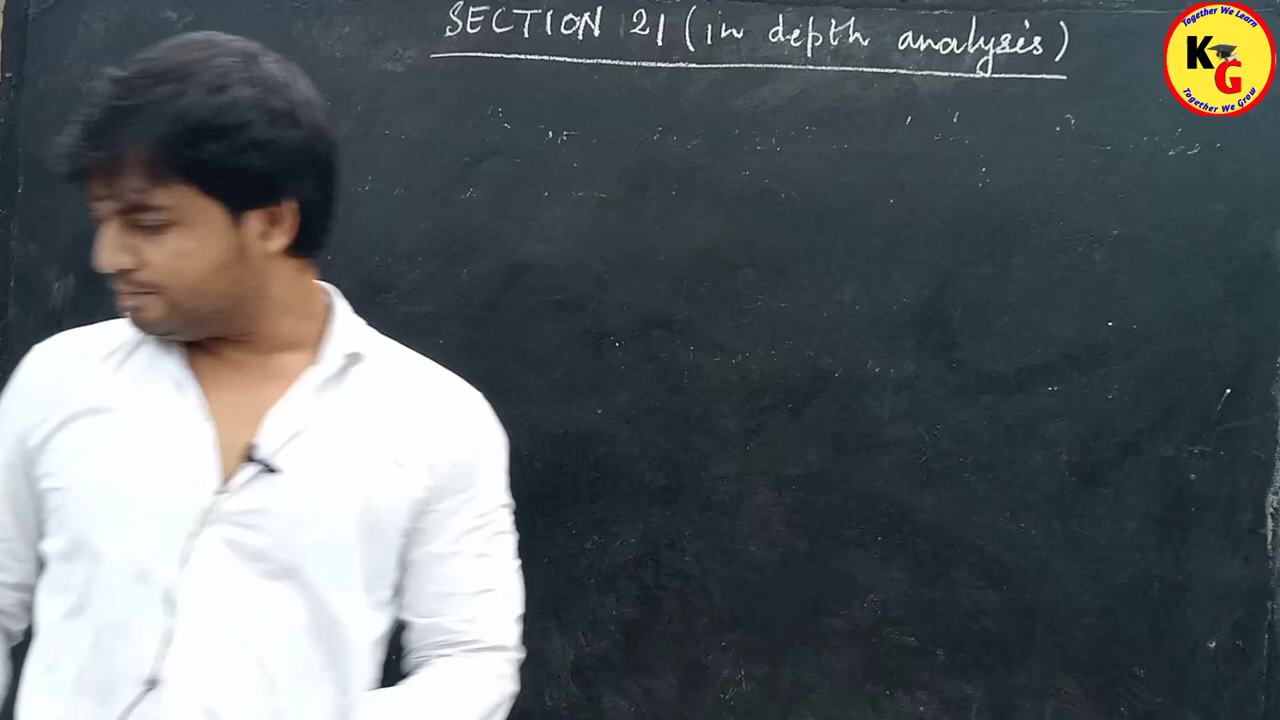 SECTION 21 (in depth analysis)
Together We Learn
KG
Together We Grow